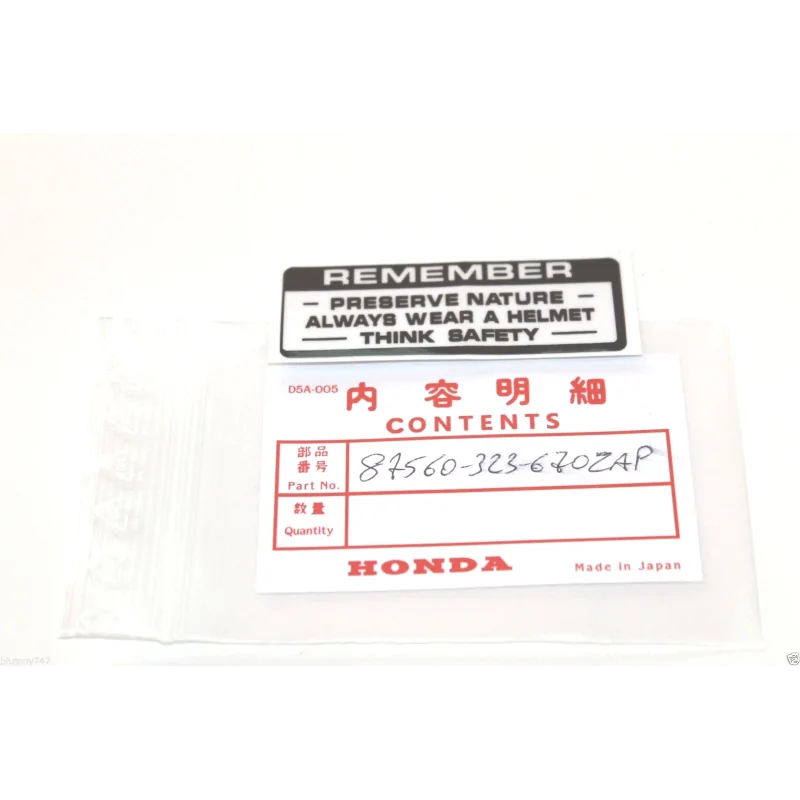 REMEMBER
– PRESERVE NATURE –
ALWAYS WEAR A HELMET
— THINK SAFETY —
D5A-005 内容明細
CONTENTS
部品
番号
Part No. 87560-323-670ZAP
数量
Quantity
HONDA Made in Japan
blummy747